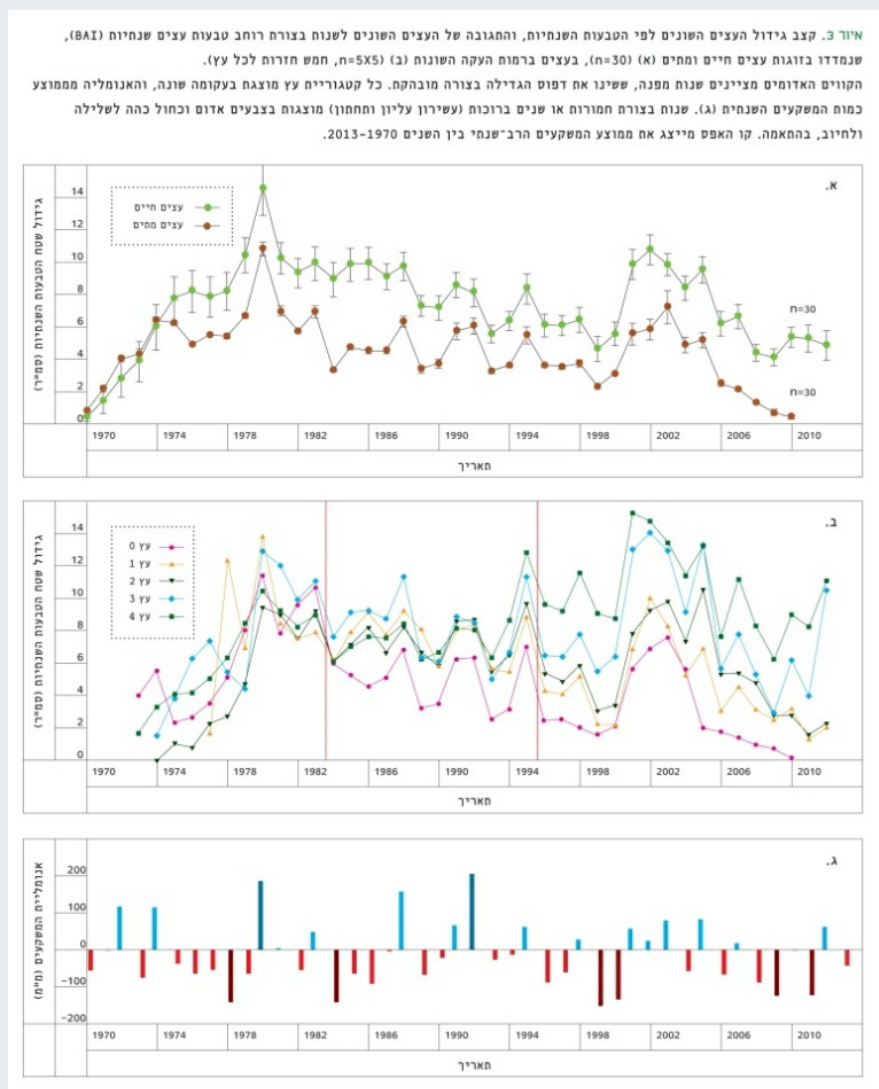 איור 3. קצב גידול העצים השונים לפי הטבעות השנתיות, והתגובה של העצים השונים לשנות בצורת רוחב טבעות עצים שנתיות (BAI),
שנמדדו בזוגות עצים חיים ומתים (א) (n=30), בעצים ברמות העקה השונות (ב) (n=5X5, חמש חזרות לכל עץ).
הקווים האדומים מציינים שנות מפנה, ששינו את דפוס הגדילה בצורה מובהקת. כל קטגוריית עץ מוצגת בעקומה שונה, והאנומליה מממוצע
כמות המשקעים השנתית (ג). שנות בצורת חמורות או שנים ברוכות (עשירון עליון ותחתון) מוצגות בצבעים אדום וכחול כהה לשלילה
ולחיוב, בהתאמה. קו האפס מייצג את ממוצע המשקעים הרב־שנתי בין השנים 2013-1970.
א.
גידול שטח הטבעות השנתיות (סמ״ר)
14
12
10
8
6
4
2
0
עצים חיים
עצים מתים
n=30
n=30
1970 1974 1978 1982 1986 1990 1994 1998 2002 2006 2010
תאריך
ב.
גידול שטח הטבעות השנתיות (סמ״ר)
14
12
10
8
6
4
2
0
עץ 0
עץ 1
עץ 2
עץ 3
עץ 4
1970 1974 1978 1982 1986 1990 1994 1998 2002 2006 2010
תאריך
ג.
אנומליית המשקעים (מ״מ)
200
100
0
-100
-200
1970 1974 1978 1982 1986 1990 1994 1998 2002 2006 2010
תאריך